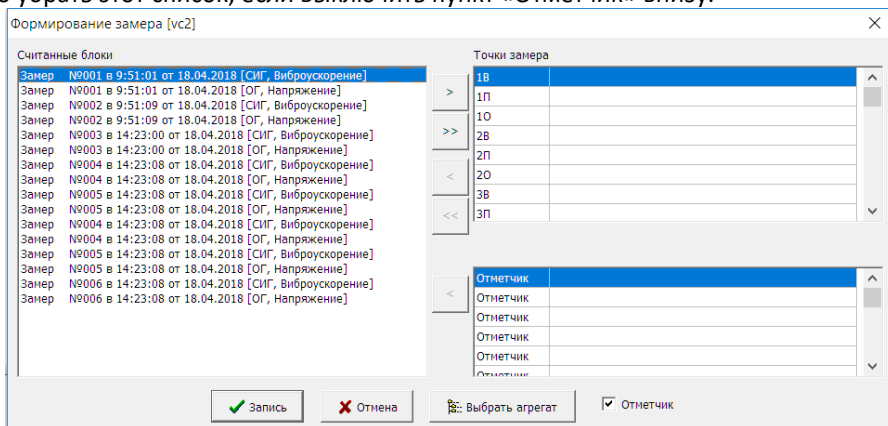 о убрать этот список, если выключить пункт «Отметчик» внизу.
Формирование замера [vc2]
Считанные блоки
Замер №001 в 9:51:01 от 18.04.2018 [СИГ, Виброускорение]
Замер №001 в 9:51:01 от 18.04.2018 [ОГ, Напряжение]
Замер №002 в 9:51:09 от 18.04.2018 [СИГ, Виброускорение]
Замер №002 в 9:51:09 от 18.04.2018 [ОГ, Напряжение]
Замер №003 в 14:23:00 от 18.04.2018 [СИГ, Виброускорение]
Замер №003 в 14:23:00 от 18.04.2018 [ОГ, Напряжение]
Замер №004 в 14:23:08 от 18.04.2018 [СИГ, Виброускорение]
Замер №004 в 14:23:08 от 18.04.2018 [ОГ, Напряжение]
Замер №005 в 14:23:08 от 18.04.2018 [СИГ, Виброускорение]
Замер №005 в 14:23:08 от 18.04.2018 [ОГ, Напряжение]
Замер №004 в 14:23:08 от 18.04.2018 [СИГ, Виброускорение]
Замер №004 в 14:23:08 от 18.04.2018 [ОГ, Напряжение]
Замер №005 в 14:23:08 от 18.04.2018 [СИГ, Виброускорение]
Замер №005 в 14:23:08 от 18.04.2018 [ОГ, Напряжение]
Замер №006 в 14:23:08 от 18.04.2018 [СИГ, Виброускорение]
Замер №006 в 14:23:08 от 18.04.2018 [ОГ, Напряжение]
>
>>
<
<<
<
Точки замера
1В
1П
1О
2В
2П
2О
3В
3П
Отметчик
Отметчик
Отметчик
Отметчик
Отметчик
Отметчик
Запись
Отмена
Выбрать агрегат
Отметчик